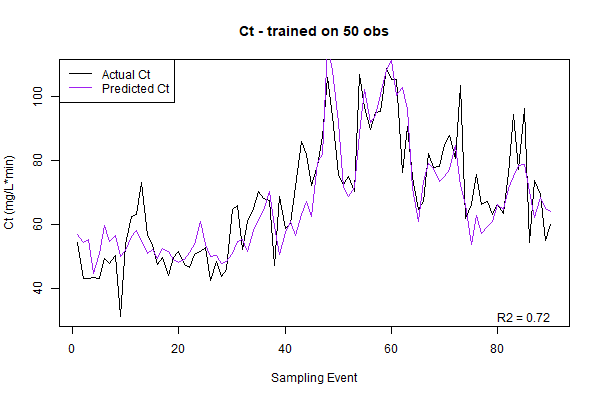 Ct - trained on 50 obs
Actual Ct
Predicted Ct
Ct (mg/L*min)
100
80
60
40
R2 = 0.72
0
20
40
60
80
Sampling Event